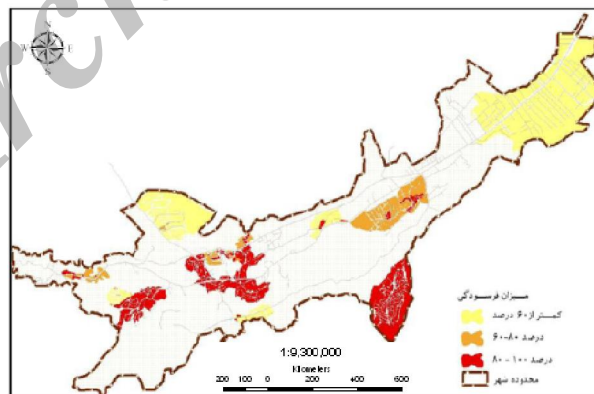 N
W E
S
میزان فرسودگی
کمتر از ۶۰ درصد
درصد ۸۰-۶۰
درصد ۱۰۰ - ۸۰
محدوده شهر
1:9,300,000
Kilometers
200 100 0 200 400 600